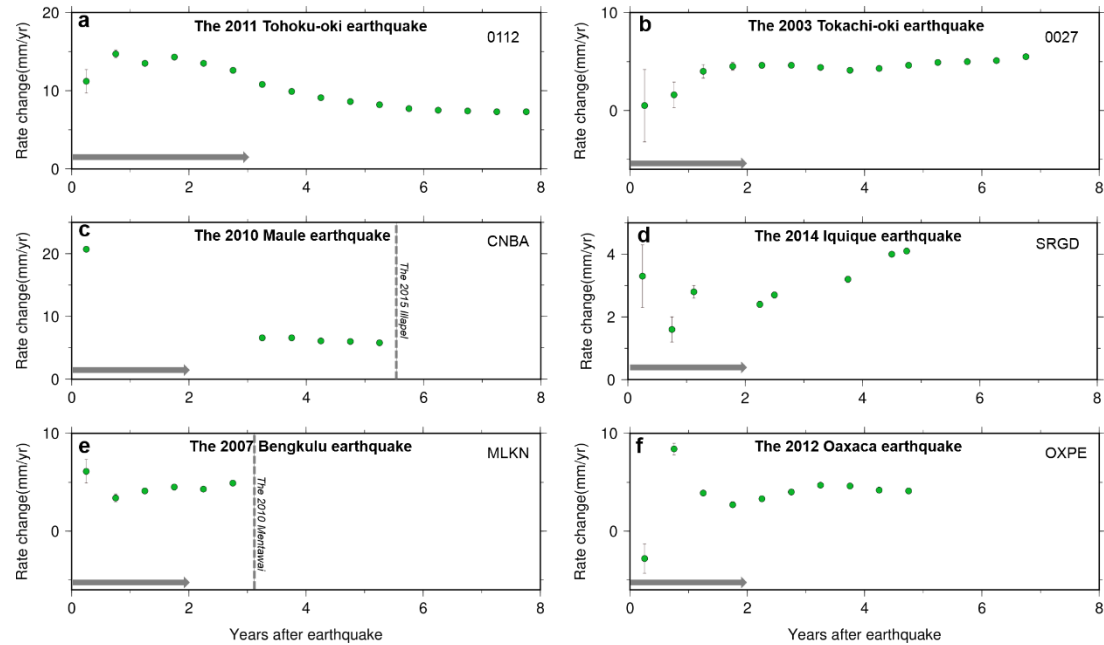 a
The 2011 Tohoku-oki earthquake
0112
Rate change(mm/yr)
20
10
0
0 2 4 6 8
b
The 2003 Tokachi-oki earthquake
0027
Rate change(mm/yr)
10
0
0 2 4 6 8
c
The 2010 Maule earthquake
CNBA
The 2015 Illapel
Rate change(mm/yr)
20
10
0
0 2 4 6 8
d
The 2014 Iquique earthquake
SRGD
Rate change(mm/yr)
4
2
0
0 2 4 6 8
e
The 2007 Bengkulu earthquake
MLKN
The 2010 Mentawai
Rate change(mm/yr)
10
0
0 2 4 6 8
Years after earthquake
f
The 2012 Oaxaca earthquake
OXPE
Rate change(mm/yr)
10
0
0 2 4 6 8
Years after earthquake